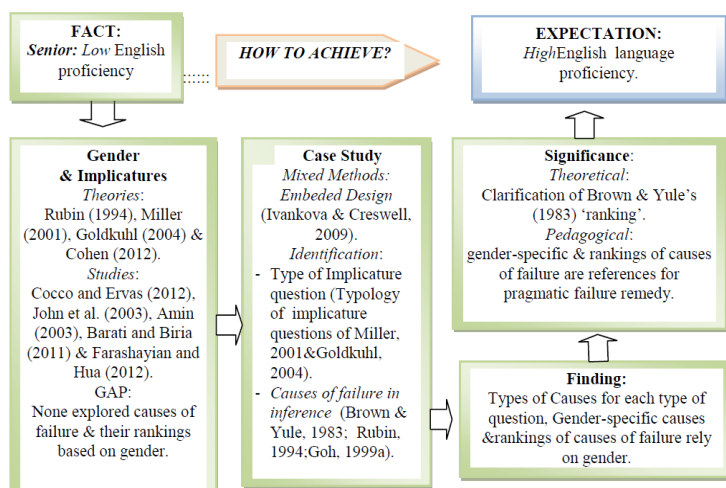 FACT:
Senior: Low English
proficiency
::::::
HOW TO ACHIEVE?
EXPECTATION:
HighEnglish language
proficiency.
Gender
& Implicatures
Theories:
Rubin (1994), Miller
(2001), Goldkuhl (2004) &
Cohen (2012).
Studies:
Cocco and Ervas (2012),
John et al. (2003), Amin
(2003), Barati and Biria
(2011) & Farashayian and
Hua (2012).
GAP:
None explored causes of
failure & their rankings
based on gender.
Case Study
Mixed Methods:
Embeded Design
(Ivankova & Creswell,
2009).
Identification:
- Type of Implicature
question (Typology
of implicature
questions of Miller,
2001&Goldkuhl,
2004).
- Causes of failure in
inference (Brown &
Yule, 1983; Rubin,
1994;Goh, 1999a).
Significance:
Theoretical:
Clarification of Brown & Yule's
(1983) ‘ranking’.
Pedagogical:
gender-specific & rankings of causes
of failure are references for
pragmatic failure remedy.
Finding:
Types of Causes for each type of
question, Gender-specific causes
&rankings of causes of failure rely
on gender.